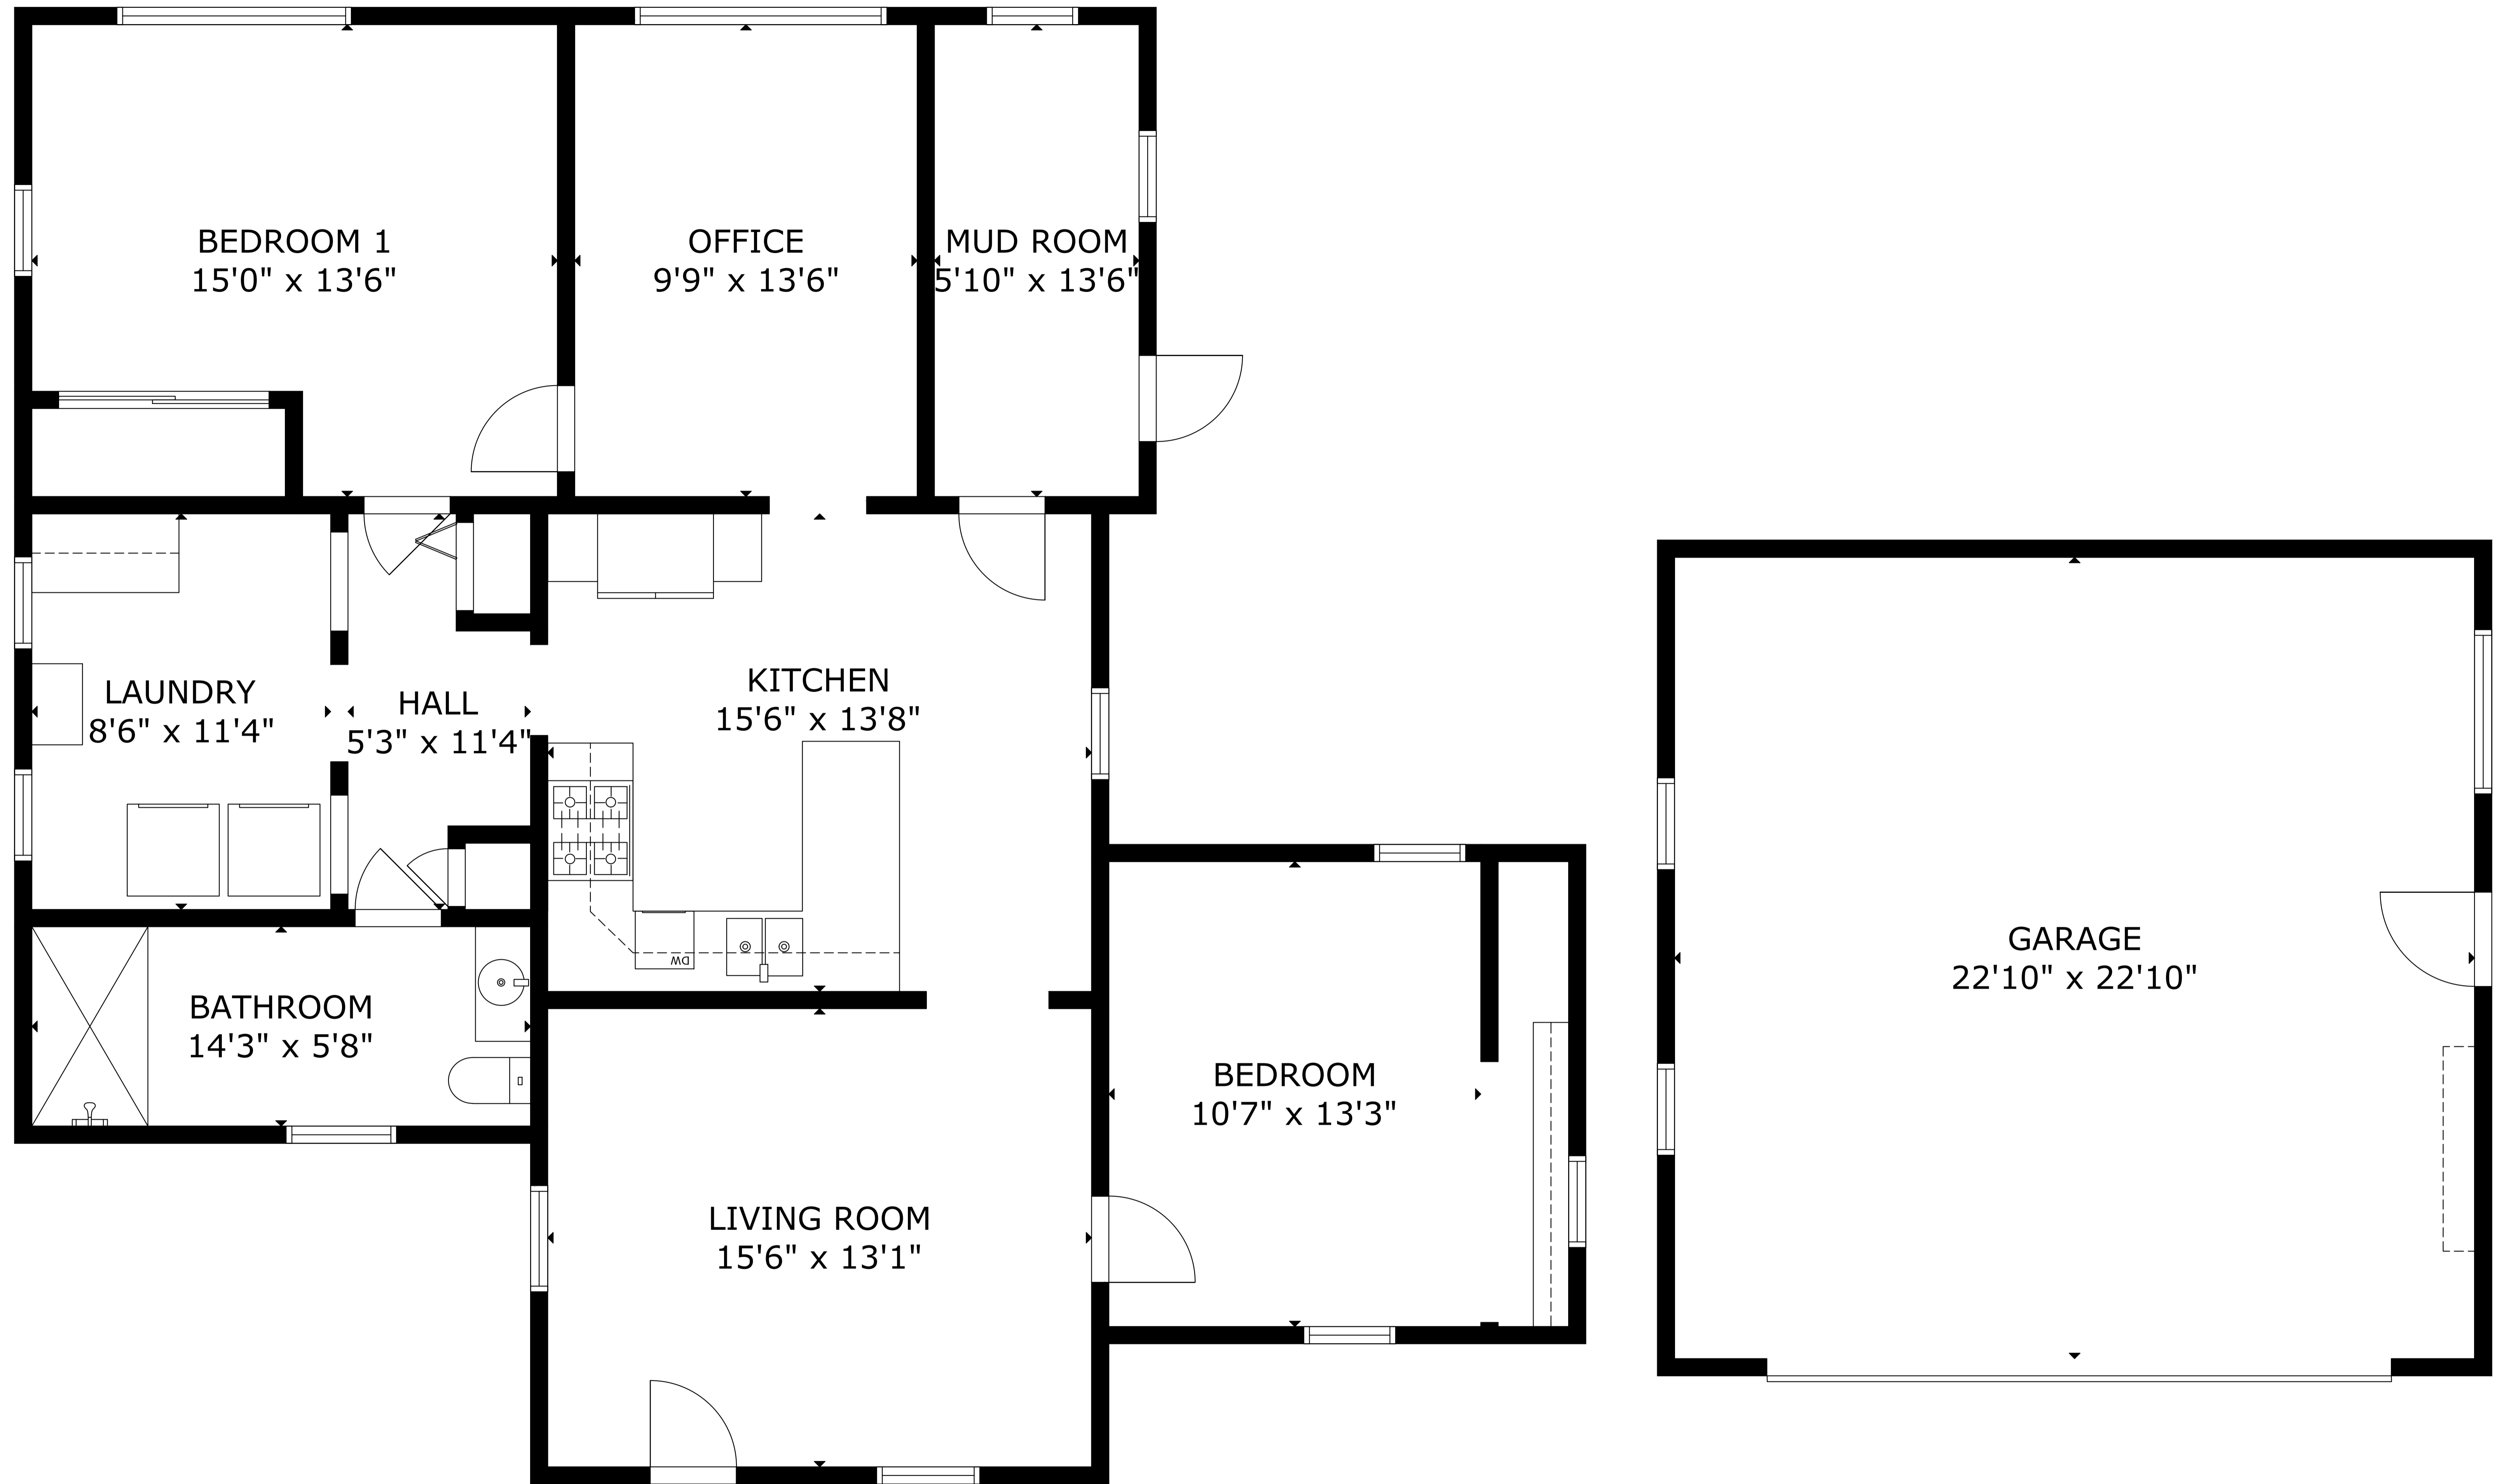 BEDROOM 1
15'0" x 13'6"
OFFICE
9'9" x 13'6"
MUD ROOM
5'10" x 13'6"
LAUNDRY
8'6" x 11'4"
HALL
5'3" x 11'4"
KITCHEN
15'6" x 13'8"
DW
GARAGE
22'10" x 22'10"
BATHROOM
14'3" x 5'8"
BEDROOM
10'7" x 13'3"
LIVING ROOM
15'6" x 13'1"